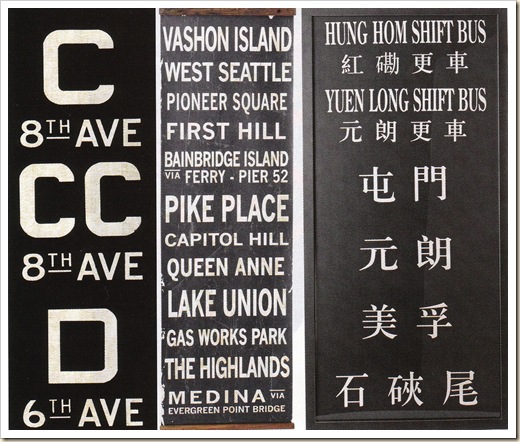 C
8TH AVE
CC
8TH AVE
D
6TH AVE
VASHON ISLAND
WEST SEATTLE
PIONEER SQUARE
FIRST HILL
BAINBRIDGE ISLAND
VIA FERRY - PIER 52
PIKE PLACE
CAPITOL HILL
QUEEN ANNE
LAKE UNION
GAS WORKS PARK
THE HIGHLANDS
MEDINA VIA
EVERGREEN POINT BRIDGE
HUNG HOM SHIFT BUS
紅磡更車
YUEN LONG SHIFT BUS
元朗更車
屯門
元朗
美孚
石硤尾